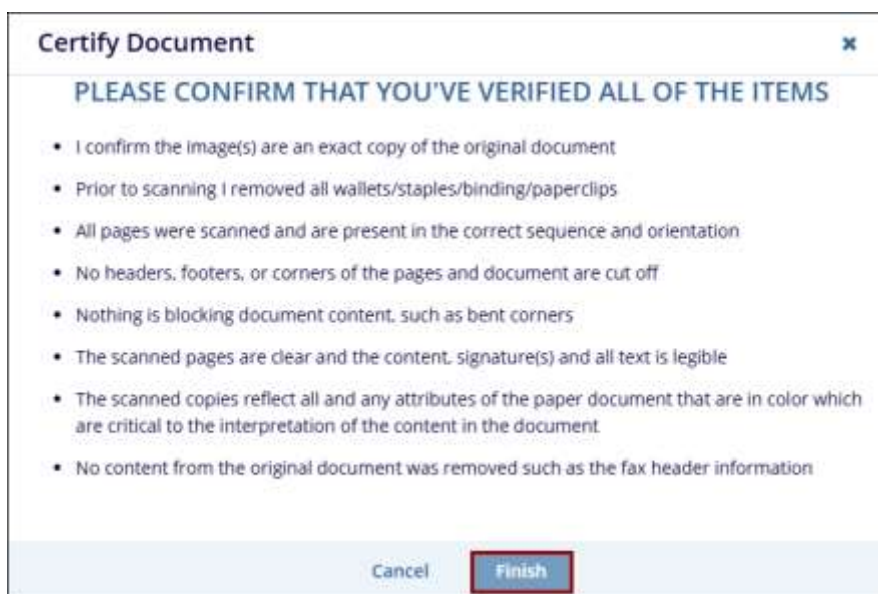 Certify Document
PLEASE CONFIRM THAT YOU'VE VERIFIED ALL OF THE ITEMS
• I confirm the image(s) are an exact copy of the original document
• Prior to scanning I removed all wallets/staples/binding/paperclips
• All pages were scanned and are present in the correct sequence and orientation
• No headers, footers, or corners of the pages and document are cut off
• Nothing is blocking document content, such as bent corners
• The scanned pages are clear and the content, signature(s) and all text is legible
• The scanned copies reflect all and any attributes of the paper document that are in color which
are critical to the interpretation of the content in the document
• No content from the original document was removed such as the fax header information
Cancel
Finish